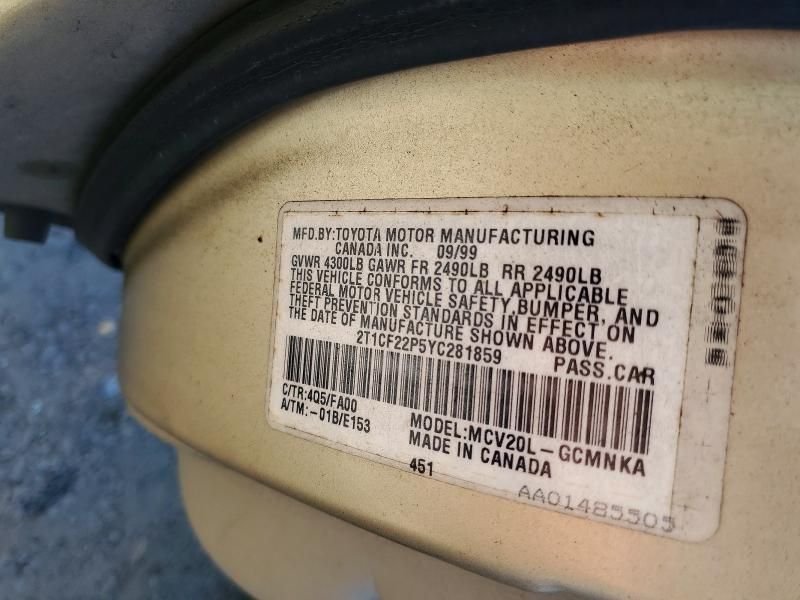 MFD.BY:TOYOTA MOTOR MANUFACTURING
CANADA INC. 09/99
GVWR 4300LB GAWR FR 2490LB RR 2490LB
THIS VEHICLE CONFORMS TO ALL APPLICABLE
FEDERAL MOTOR VEHICLE SAFETY,BUMPER, AND
THEFT PREVENTION STANDARDS IN EFFECT ON
THE DATE OF MANUFACTURE SHOWN ABOVE.
2T1CF22P5YC281859 PASS.CAR
C/TR:4Q5/FA00
A/TM:-01B/E153
MODEL:MCV20L-GCMNKA
MADE IN CANADA
451
AA01485505